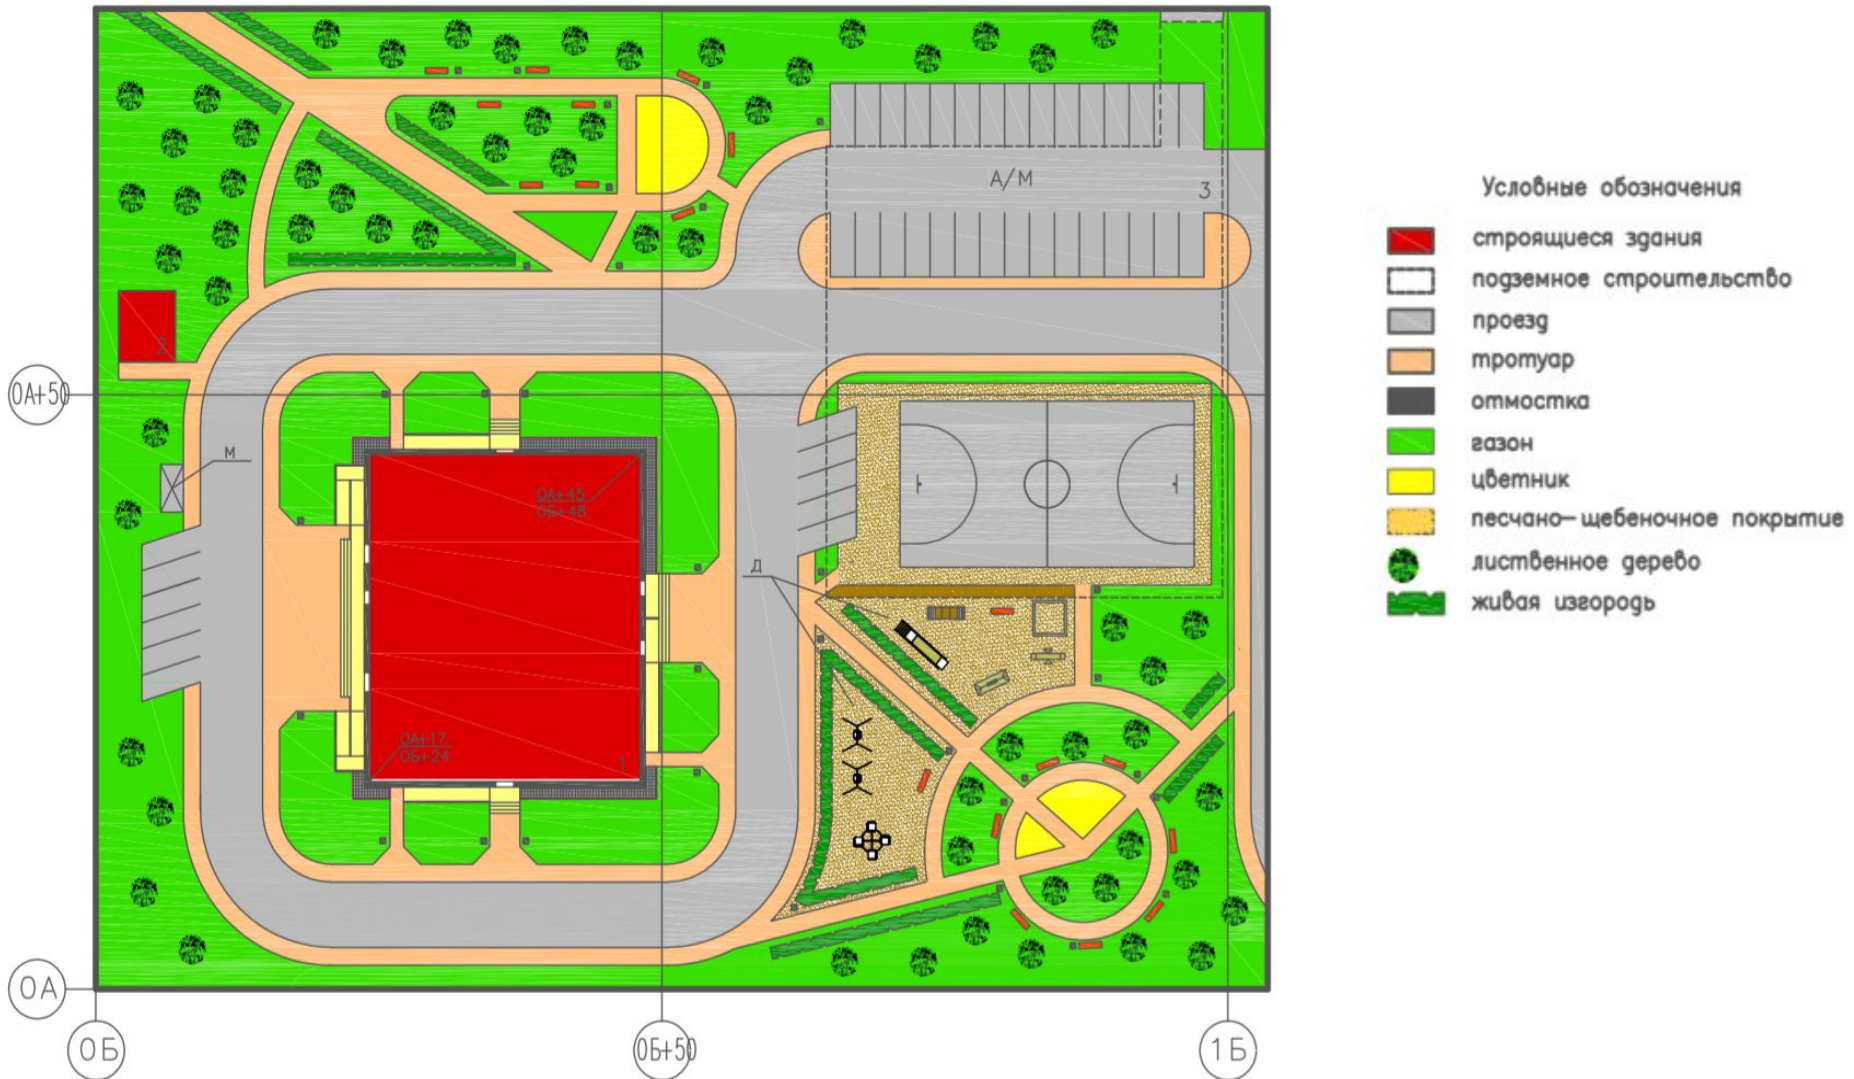 А/М
3
Условные обозначения
строящиеся здания
подземное строительство
проезд
тротуар
отмостка
газон
цветник
песчано-щебеночное покрытие
лиственное дерево
живая изгородь
2
0А+50
М
0А+45
0Б+48
Д
0А+17
0Б+24
1
0А
0Б
0Б+50
1Б